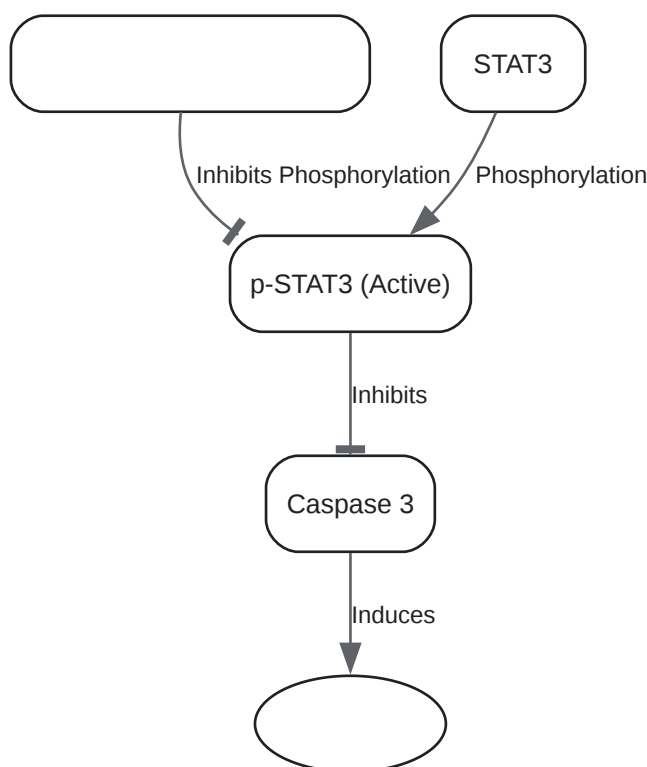 STAT3
Inhibits Phosphorylation
Phosphorylation
p-STAT3 (Active)
Inhibits
Caspase 3
Induces